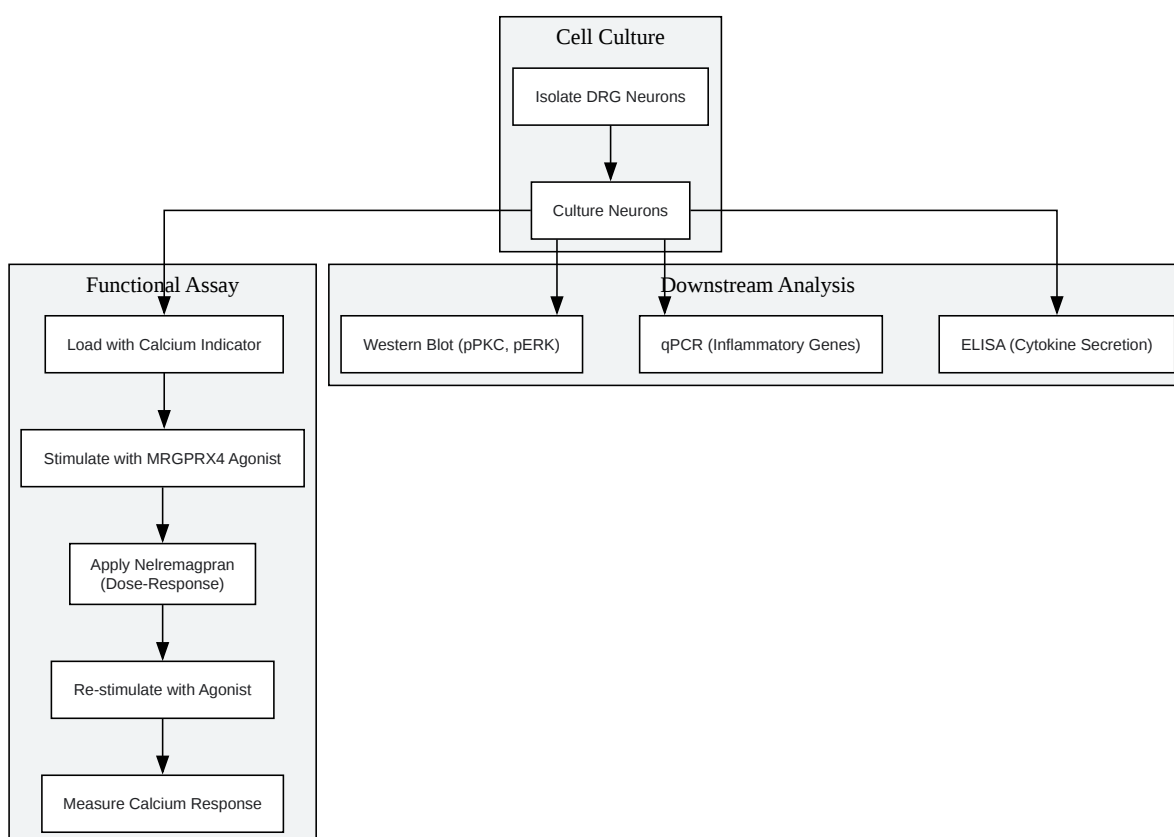 Cell Culture
Isolate DRG Neurons
Culture Neurons
Functional Assay
Load with Calcium Indicator
Stimulate with MRGPRX4 Agonist
Apply Nelremagpran
(Dose-Response)
Re-stimulate with Agonist
Measure Calcium Response
Downstream Analysis
Western Blot (pPKC, pERK)
qPCR (Inflammatory Genes)
ELISA (Cytokine Secretion)